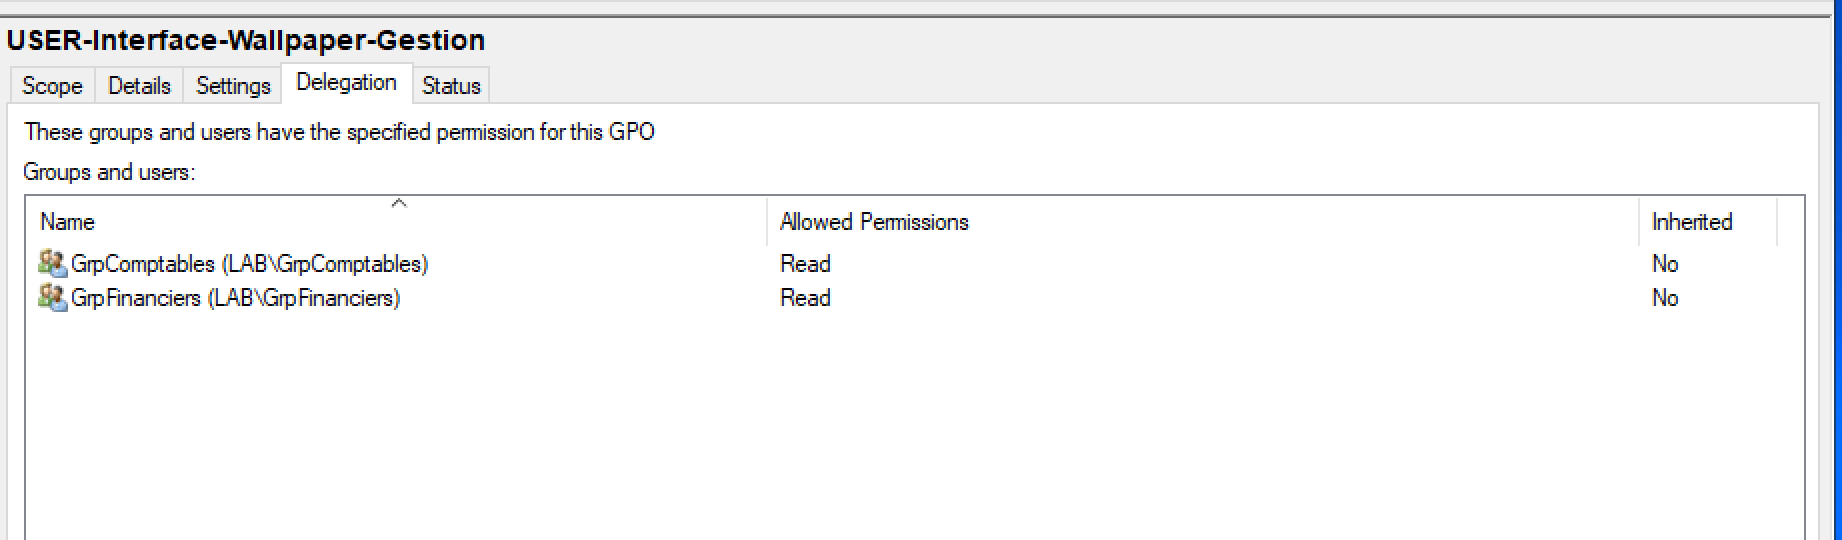 USER-Interface-Wallpaper-Gestion
Scope Details Settings Delegation Status
These groups and users have the specified permission for this GPO
Groups and users:
Name Allowed Permissions Inherited
GrpComptables (LAB\GrpComptables) Read No
GrpFinanciers (LAB\GrpFinanciers) Read No